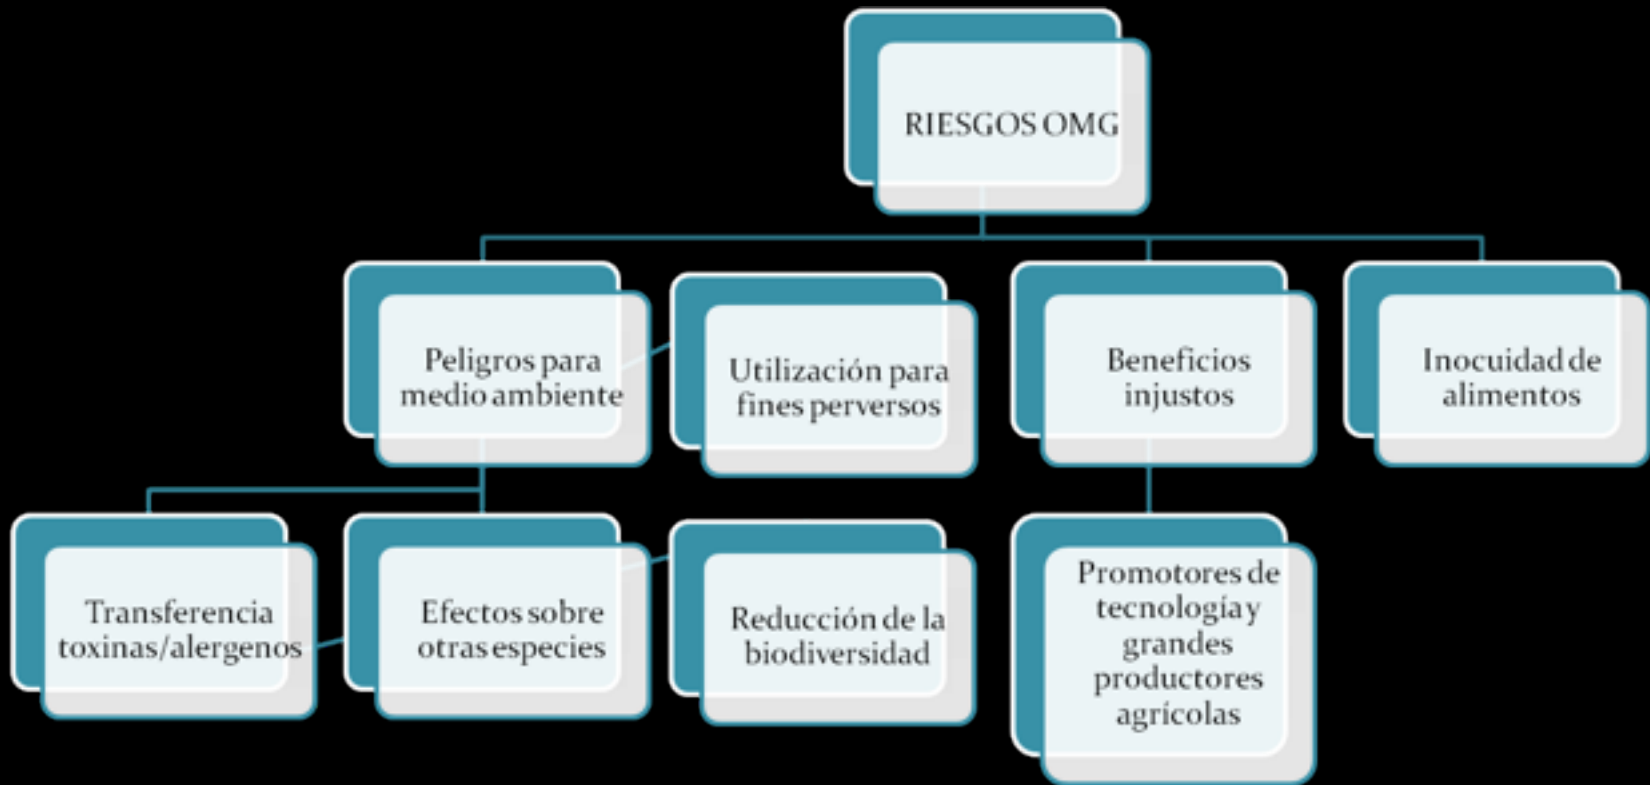 RIESGOS OMG
Peligros para
medio ambiente
Utilización para
fines perversos
Beneficios
injustos
Inocuidad de
alimentos
Transferencia
toxinas/alergenos
Efectos sobre
otras especies
Reducción de la
biodiversidad
Promotores de
tecnología y
grandes
productores
agrícolas